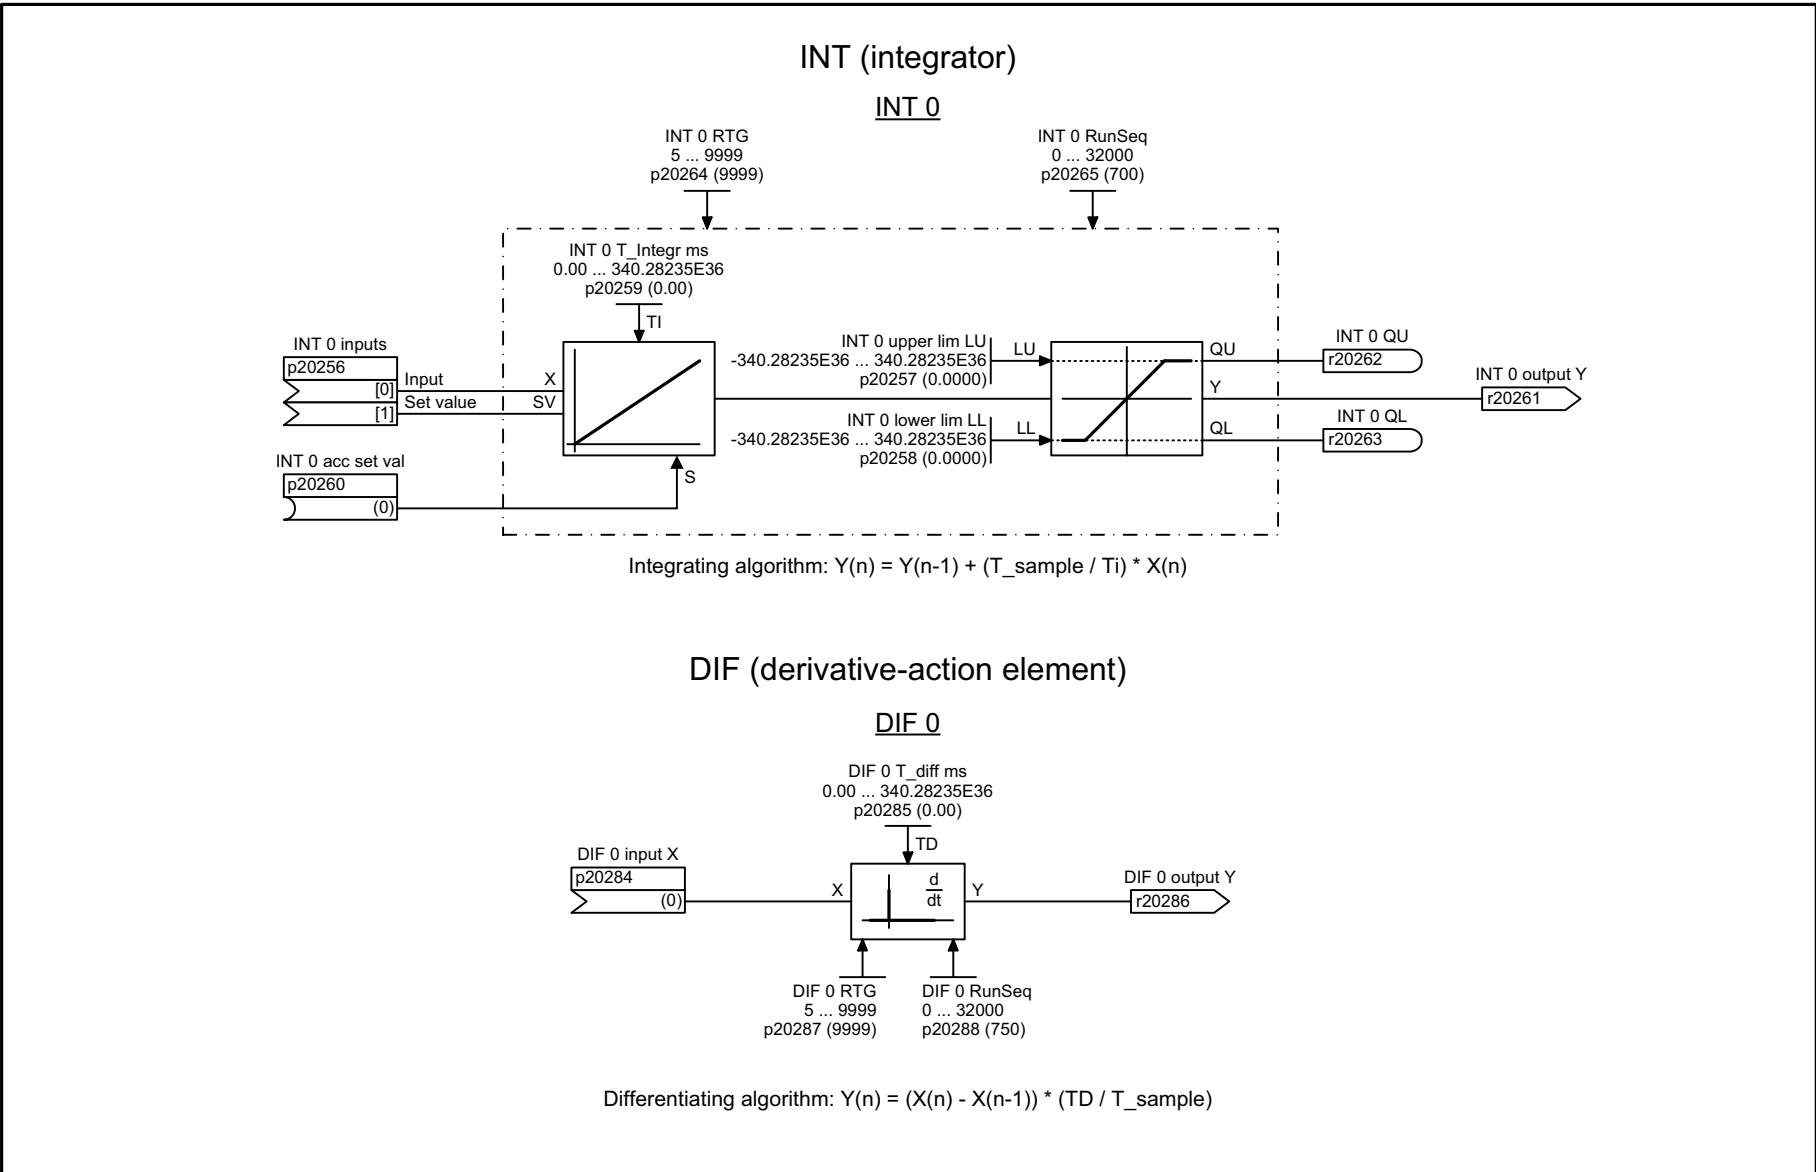 INT (integrator)
INT 0
INT 0 RTG
5 ... 9999
p20264 (9999)
INT 0 RunSeq
0 ... 32000
p20265 (700)
INT 0 T_Integr ms
0.00 ... 340.28235E36
p20259 (0.00)
TI
INT 0 inputs
p20256
[0]
[1]
Input
Set value
X
SV
INT 0 acc set val
p20260
(0)
S
INT 0 upper lim LU
-340.28235E36 ... 340.28235E36
p20257 (0.0000)
LU
INT 0 lower lim LL
-340.28235E36 ... 340.28235E36
p20258 (0.0000)
LL
QU
Y
QL
INT 0 QU
r20262
INT 0 output Y
r20261
INT 0 QL
r20263
Integrating algorithm: Y(n) = Y(n-1) + (T_sample / Ti) * X(n)
DIF (derivative-action element)
DIF 0
DIF 0 T_diff ms
0.00 ... 340.28235E36
p20285 (0.00)
TD
DIF 0 input X
p20284
(0)
X
d
dt
Y
DIF 0 output Y
r20286
DIF 0 RTG
5 ... 9999
p20287 (9999)
DIF 0 RunSeq
0 ... 32000
p20288 (750)
Differentiating algorithm: Y(n) = (X(n) - X(n-1)) * (TD / T_sample)